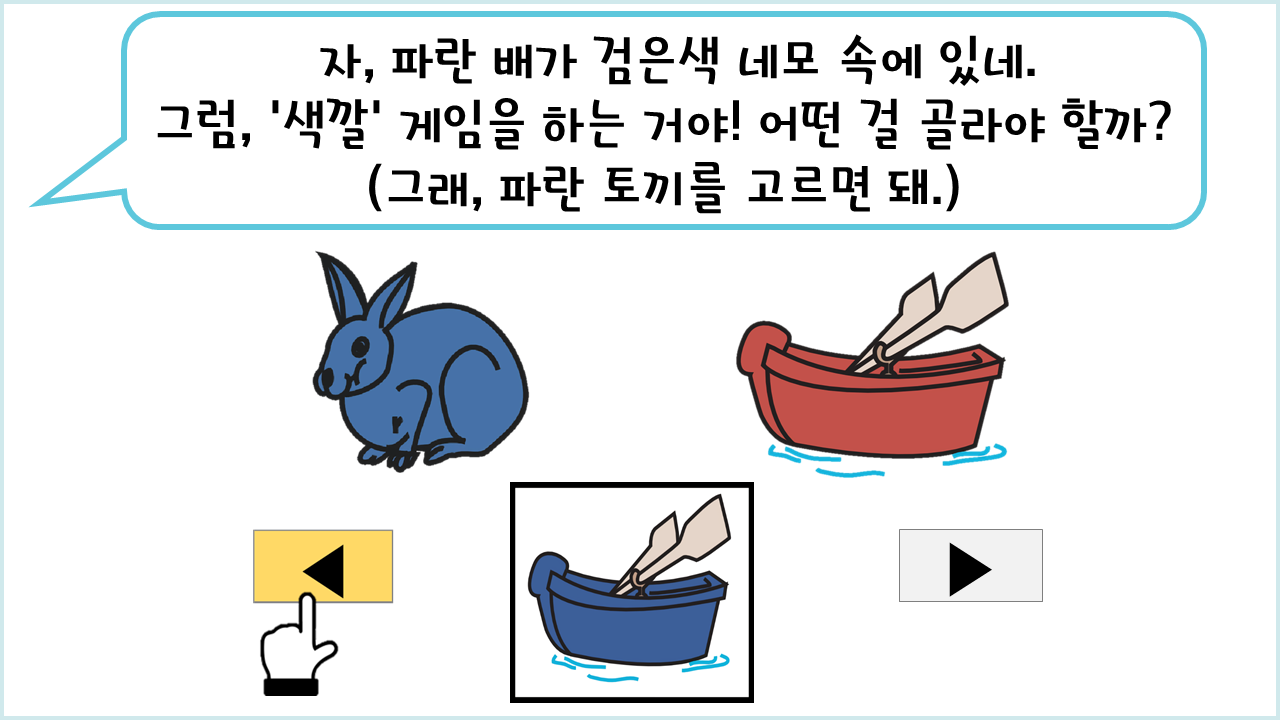 자, 파란 배가 검은색 네모 속에 있네.
그럼, '색깔' 게임을 하는 거야! 어떤 걸 골라야 할까?
(그래, 파란 토끼를 고르면 돼.)